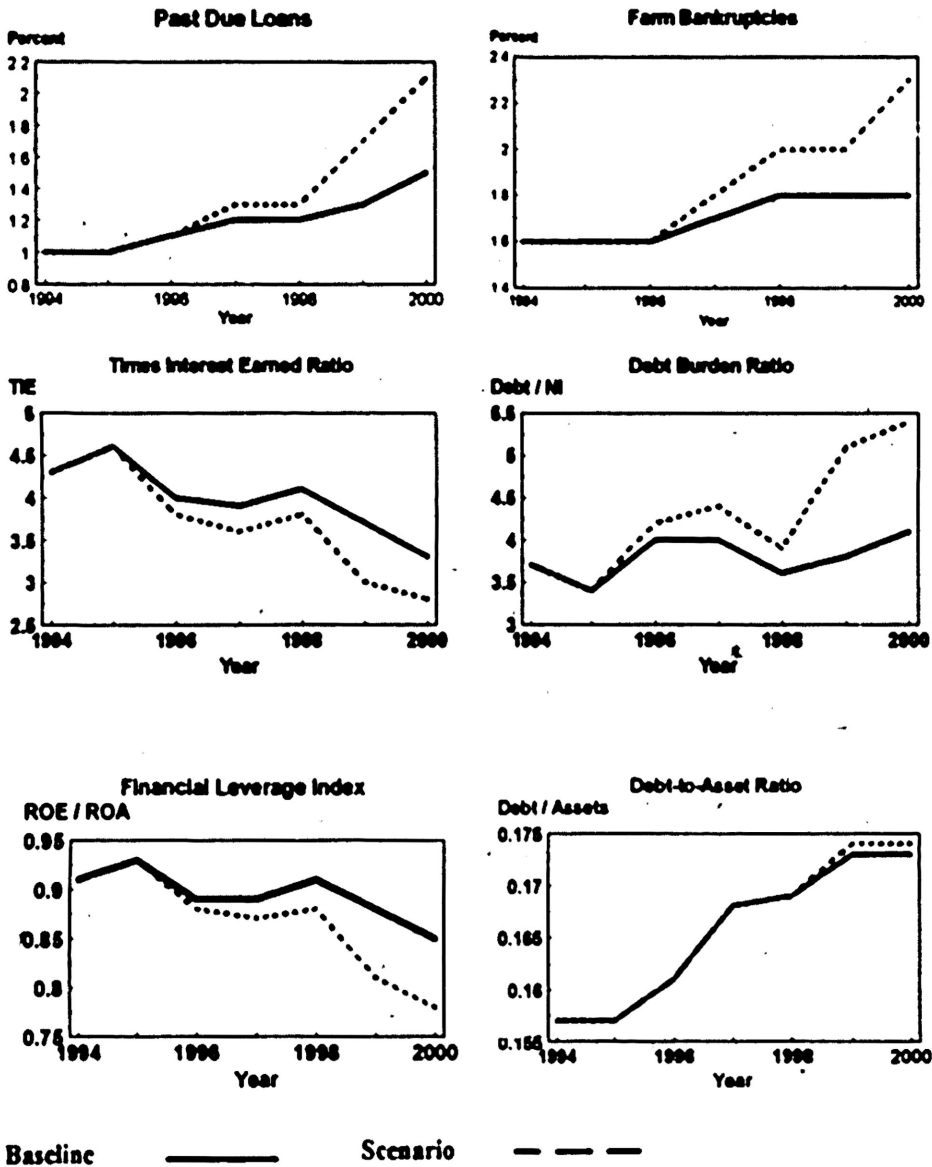 Past Due Loans
Percent
2 2
2
1 8
1 6
1 4
1 2
1
0 8
1994 1996 1998 2000
Year
Farm Bankruptcies
Percent
2 4
2 2
2
1 8
1 6
1 4
1994 1996 1998 2000
Year
Times Interest Earned Ratio
TIE
5
4.5
4
3.5
3
2.5
1994 1996 1998 2000
Year
Debt Burden Ratio
Debt / NI
5.5
5
4.5
4
3.5
3
1994 1996 1998 2000
Year
Financial Leverage Index
ROE / ROA
0.95
0.9
0.85
0.8
0.75
1994 1996 1998 2000
Year
Debt-to-Asset Ratio
Debt / Assets
0.175
0.17
0.165
0.16
0.155
1994 1996 1998 2000
Year
Baseline Scenario